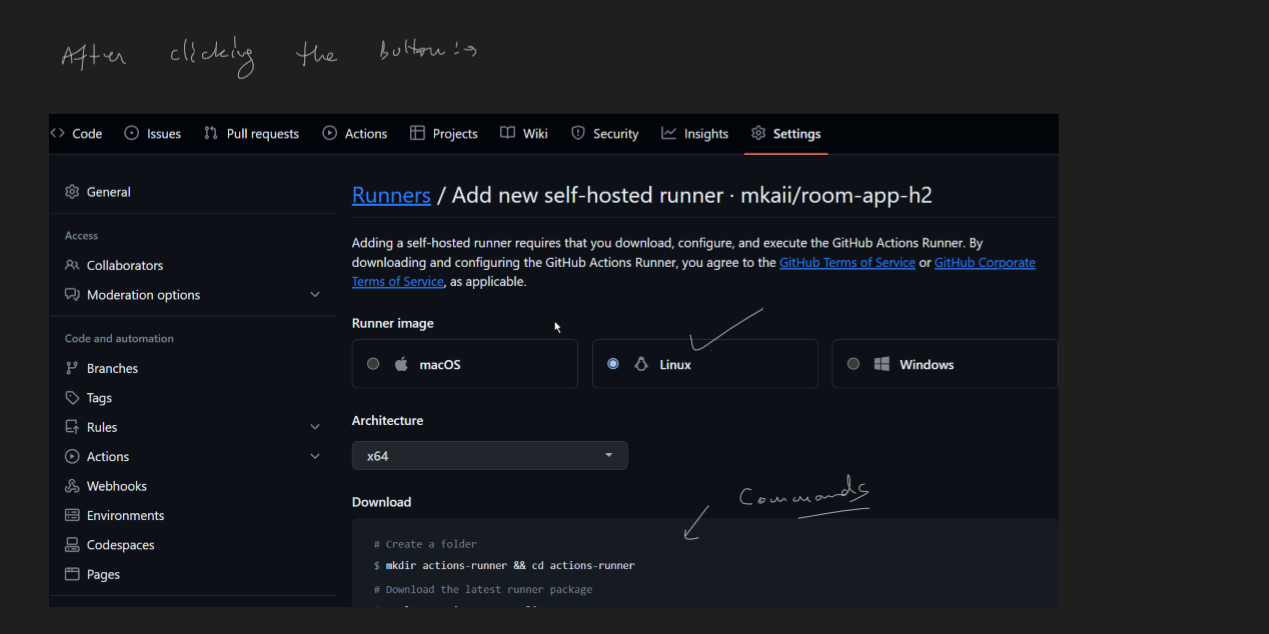 After clicking the button :→
Code Issues Pull requests Actions Projects Wiki Security Insights Settings
General
Access
Collaborators
Moderation options
Code and automation
Branches
Tags
Rules
Actions
Webhooks
Environments
Codespaces
Pages
Runners / Add new self-hosted runner · mkaii/room-app-h2
Adding a self-hosted runner requires that you download, configure, and execute the GitHub Actions Runner. By
downloading and configuring the GitHub Actions Runner, you agree to the GitHub Terms of Service or GitHub Corporate
Terms of Service, as applicable.
Runner image
macOS Linux Windows
Architecture
x64
Commands
Download
# Create a folder
$ mkdir actions-runner && cd actions-runner
# Download the latest runner package